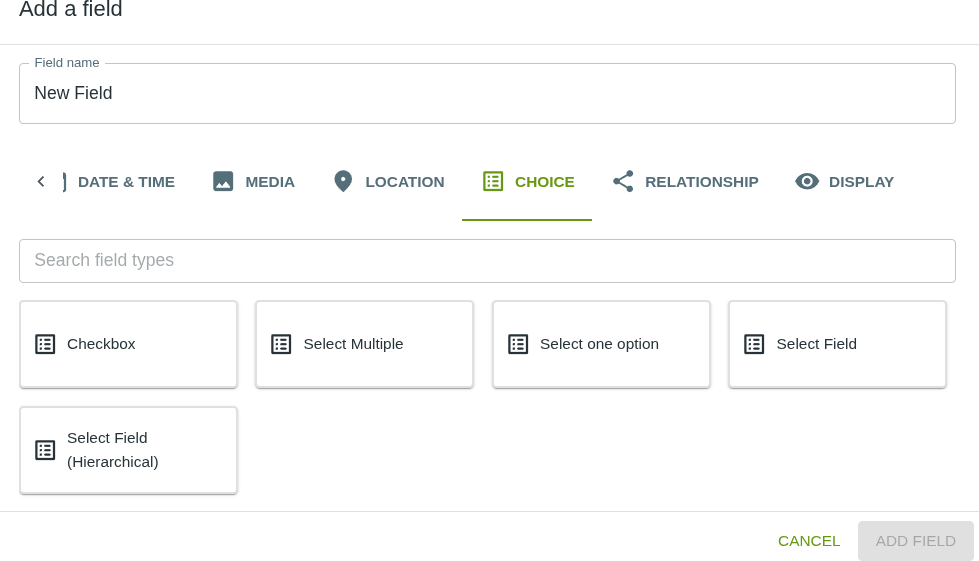 Add a field
Field name
New Field
DATE & TIME
MEDIA
LOCATION
CHOICE
RELATIONSHIP
DISPLAY
Search field types
Checkbox
Select Multiple
Select one option
Select Field
Select Field
(Hierarchical)
CANCEL
ADD FIELD